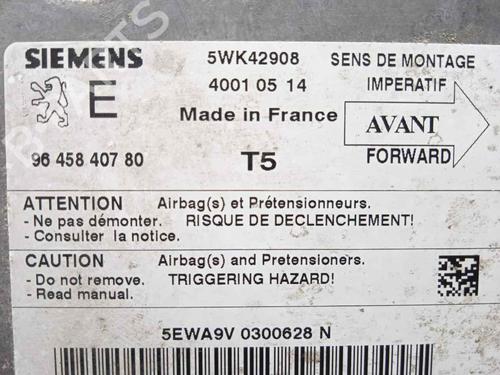 SIEMENS 5WK42908 SENS DE MONTAGE
E 4001 05 14 IMPERATIF
Made in France AVANT
96 458 407 80 T5 FORWARD
ATTENTION Airbag(s) et Prétensionneurs.
- Ne pas démonter. RISQUE DE DECLENCHEMENT!
- Consulter la notice.
CAUTION Airbag(s) and Pretensioners.
- Do not remove. TRIGGERING HAZARD!
- Read manual.
5EWA9V 0300628 N